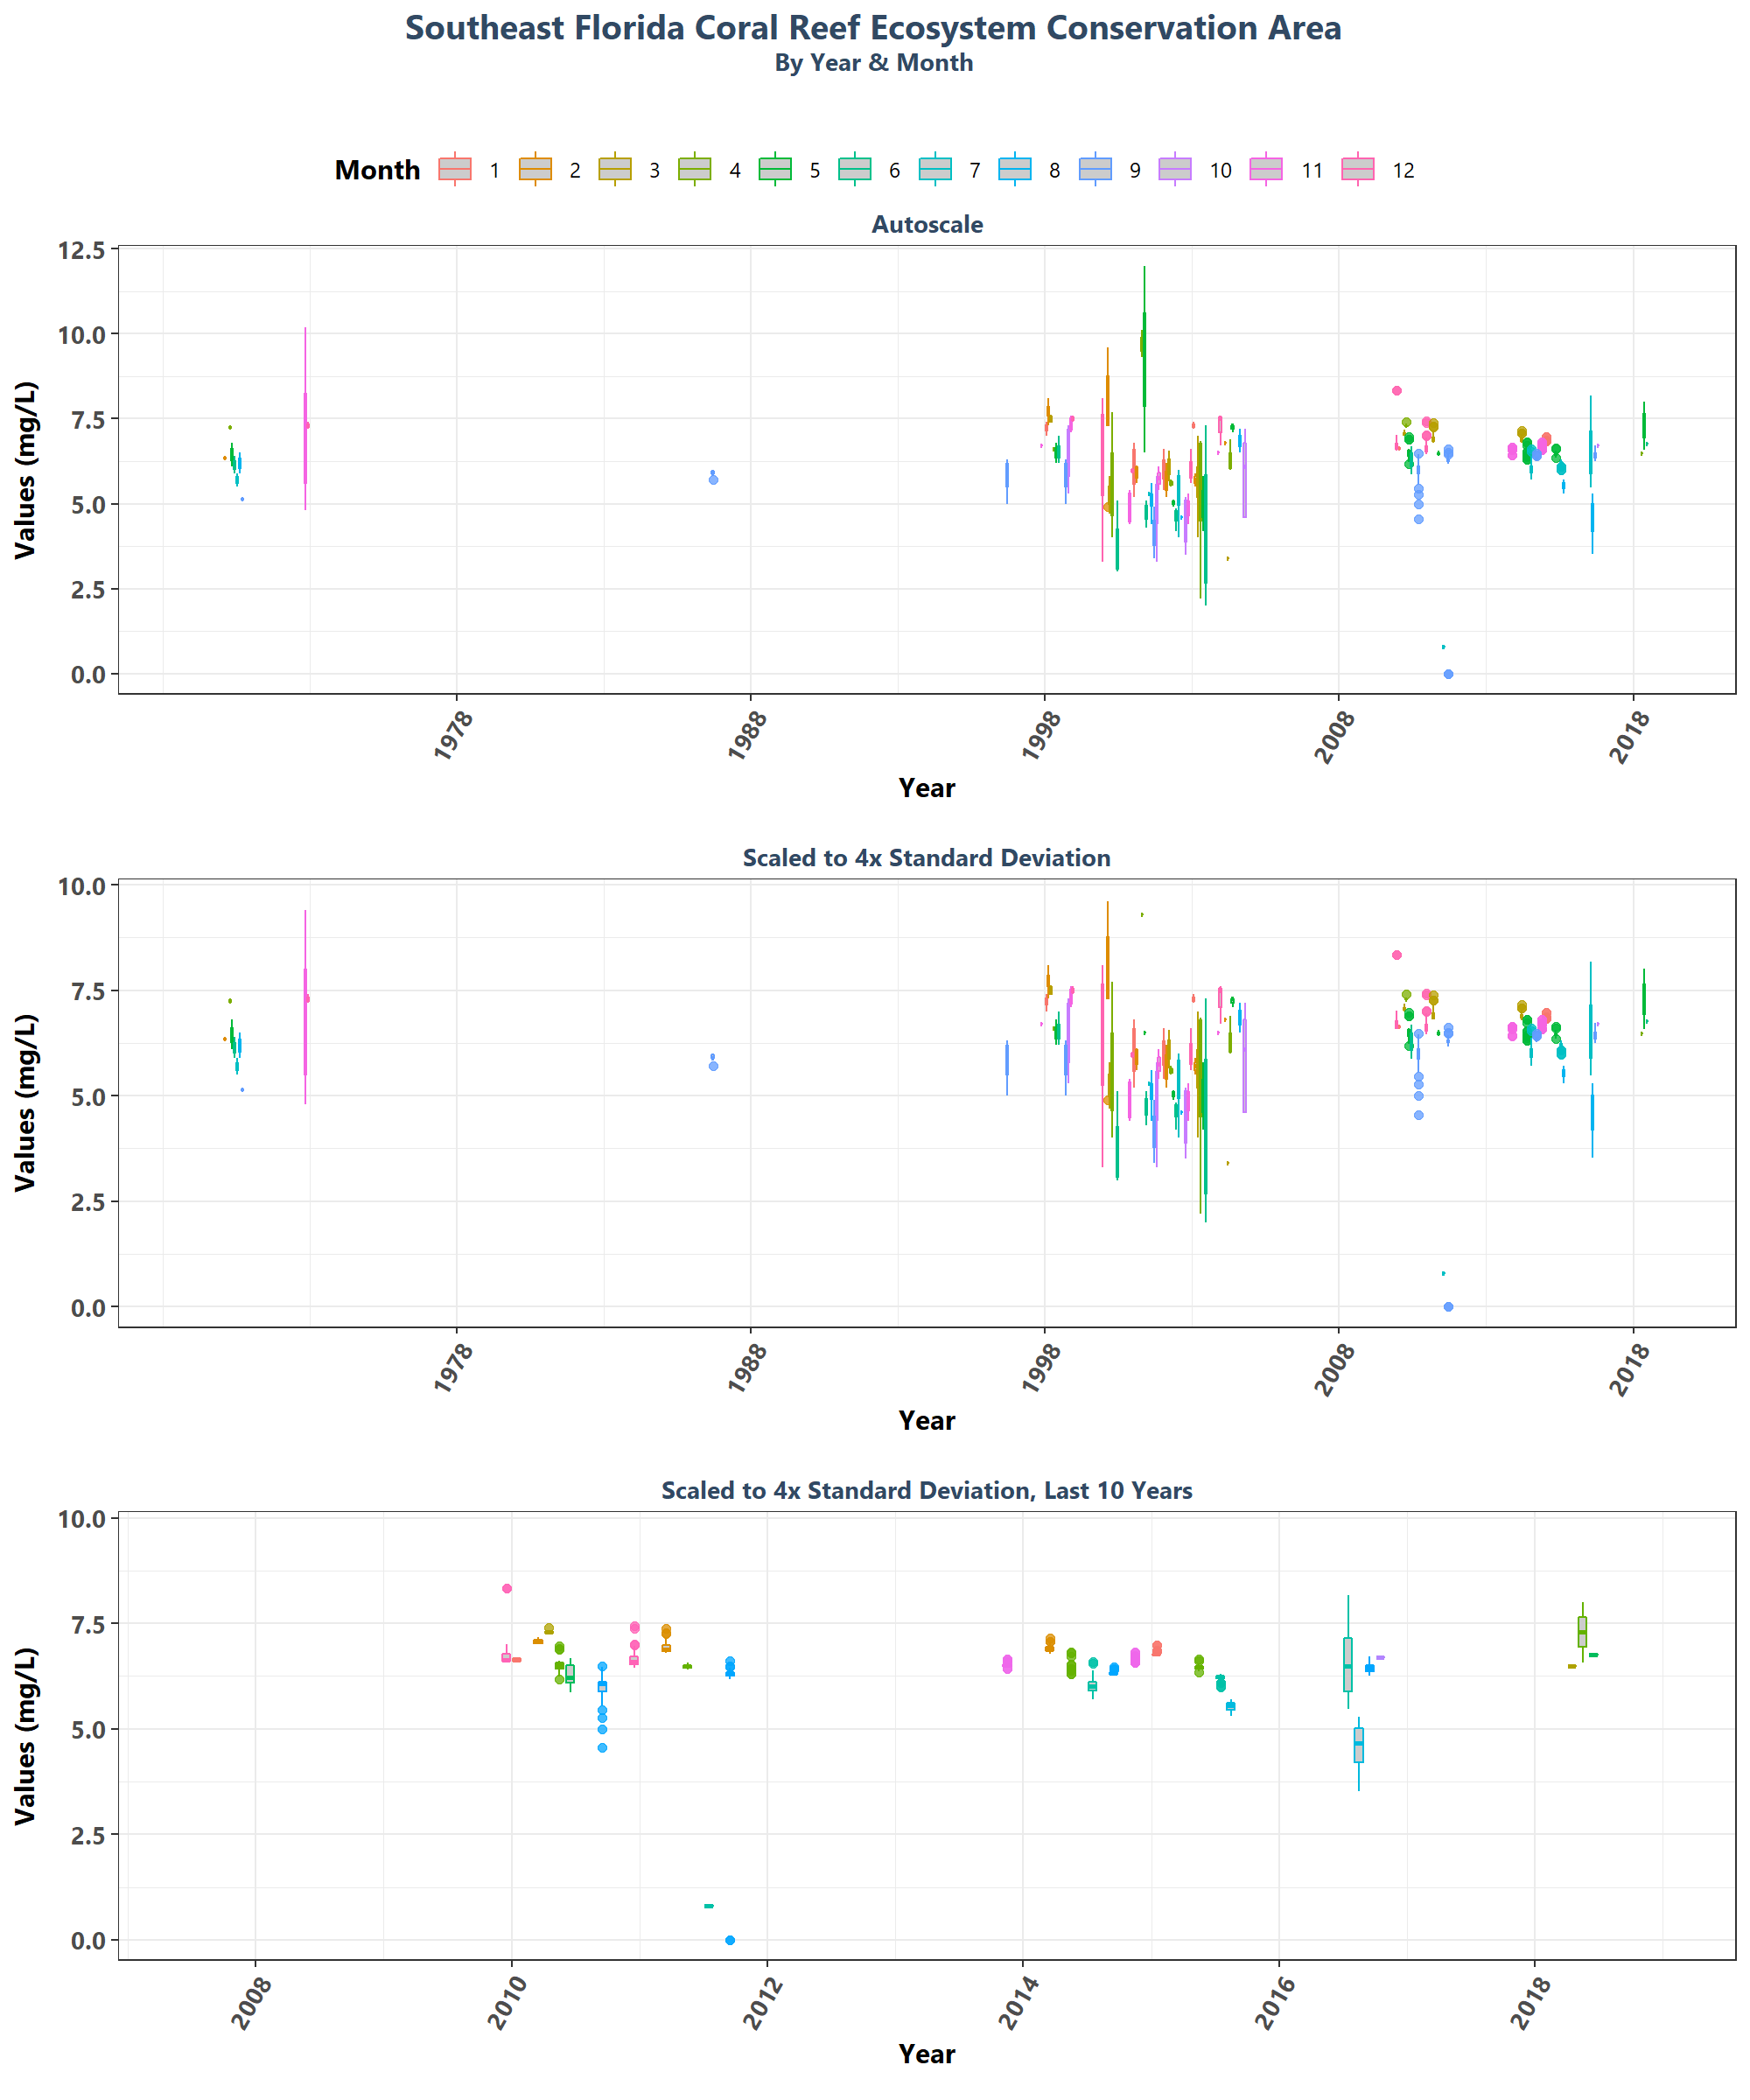 Southeast Florida Coral Reef Ecosystem Conservation Area
By Year & Month
Month 1 2 3 4 5 6 7 8 9 10 11 12
Autoscale
Values (mg/L)
12.5
10.0
7.5
5.0
2.5
0.0
1978 1988 1998 2008 2018
Year
Scaled to 4x Standard Deviation
Values (mg/L)
10.0
7.5
5.0
2.5
0.0
1978 1988 1998 2008 2018
Year
Scaled to 4x Standard Deviation, Last 10 Years
Values (mg/L)
10.0
7.5
5.0
2.5
0.0
2008 2010 2012 2014 2016 2018
Year